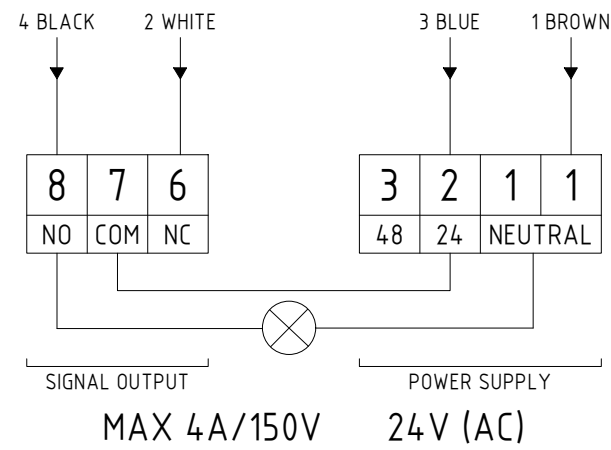 4 BLACK 2 WHITE 3 BLUE 1 BROWN
8 7 6 3 2 1 1
NO COM NC 48 24 NEUTRAL
SIGNAL OUTPUT POWER SUPPLY
MAX 4A/150V 24V (AC)